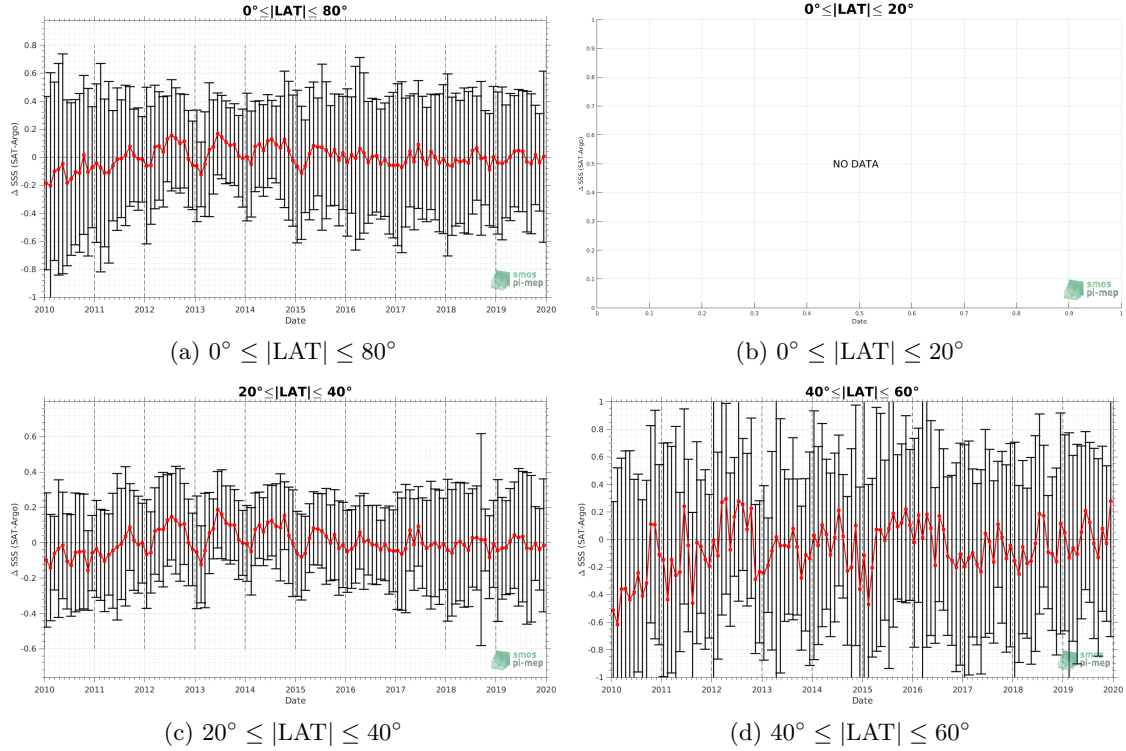 0°≤|LAT|≤ 80°
0.8
0.6
0.4
0.2
0
-0.2
-0.4
-0.6
-0.8
-1
Δ SSS (SAT-Argo)
2010 2011 2012 2013 2014 2015 2016 2017 2018 2019 2020
Date
smos
pi-mep
(a) 0° ≤ |LAT| ≤ 80°
0°≤|LAT|≤ 20°
1
0.9
0.8
0.7
0.6
0.5
0.4
0.3
0.2
0.1
0
Δ SSS (SAT-Argo)
NO DATA
0 0.1 0.2 0.3 0.4 0.5 0.6 0.7 0.8 0.9 1
Date
smos
pi-mep
(b) 0° ≤ |LAT| ≤ 20°
20°≤|LAT|≤ 40°
0.6
0.4
0.2
0
-0.2
-0.4
-0.6
Δ SSS (SAT-Argo)
2010 2011 2012 2013 2014 2015 2016 2017 2018 2019 2020
Date
smos
pi-mep
(c) 20° ≤ |LAT| ≤ 40°
40°≤|LAT|≤ 60°
1
0.8
0.6
0.4
0.2
0
-0.2
-0.4
-0.6
-0.8
-1
Δ SSS (SAT-Argo)
2010 2011 2012 2013 2014 2015 2016 2017 2018 2019 2020
Date
smos
pi-mep
(d) 40° ≤ |LAT| ≤ 60°